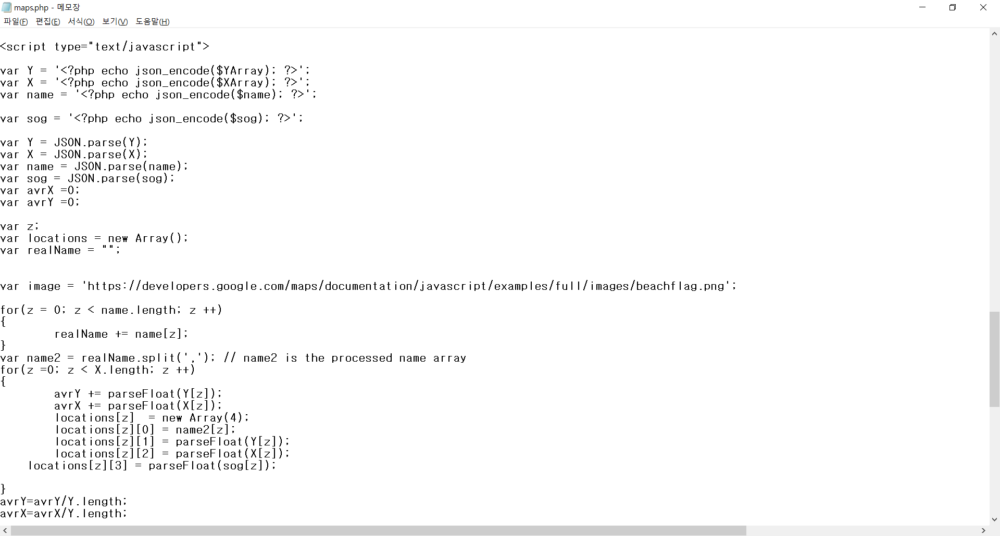 maps.php - 메모장
파일(F) 편집(E) 서식(O) 보기(V) 도움말(H)
<script type="text/javascript">
var Y = '<?php echo json_encode($YArray); ?>';
var X = '<?php echo json_encode($XArray); ?>';
var name = '<?php echo json_encode($name); ?>';
var sog = '<?php echo json_encode($sog); ?>';
var Y = JSON.parse(Y);
var X = JSON.parse(X);
var name = JSON.parse(name);
var sog = JSON.parse(sog);
var avrX =0;
var avrY =0;
var z;
var locations = new Array();
var realName = "";
var image = 'https://developers.google.com/maps/documentation/javascript/examples/full/images/beachflag.png';
for(z = 0; z < name.length; z ++)
{
realName += name[z];
}
var name2 = realName.split(','); // name2 is the processed name array
for(z =0; z < X.length; z ++)
{
avrY += parseFloat(Y[z]);
avrX += parseFloat(X[z]);
locations[z]  = new Array(4);
locations[z][0] = name2[z];
locations[z][1] = parseFloat(Y[z]);
locations[z][2] = parseFloat(X[z]);
locations[z][3] = parseFloat(sog[z]);
}
avrY=avrY/Y.length;
avrX=avrX/Y.length;